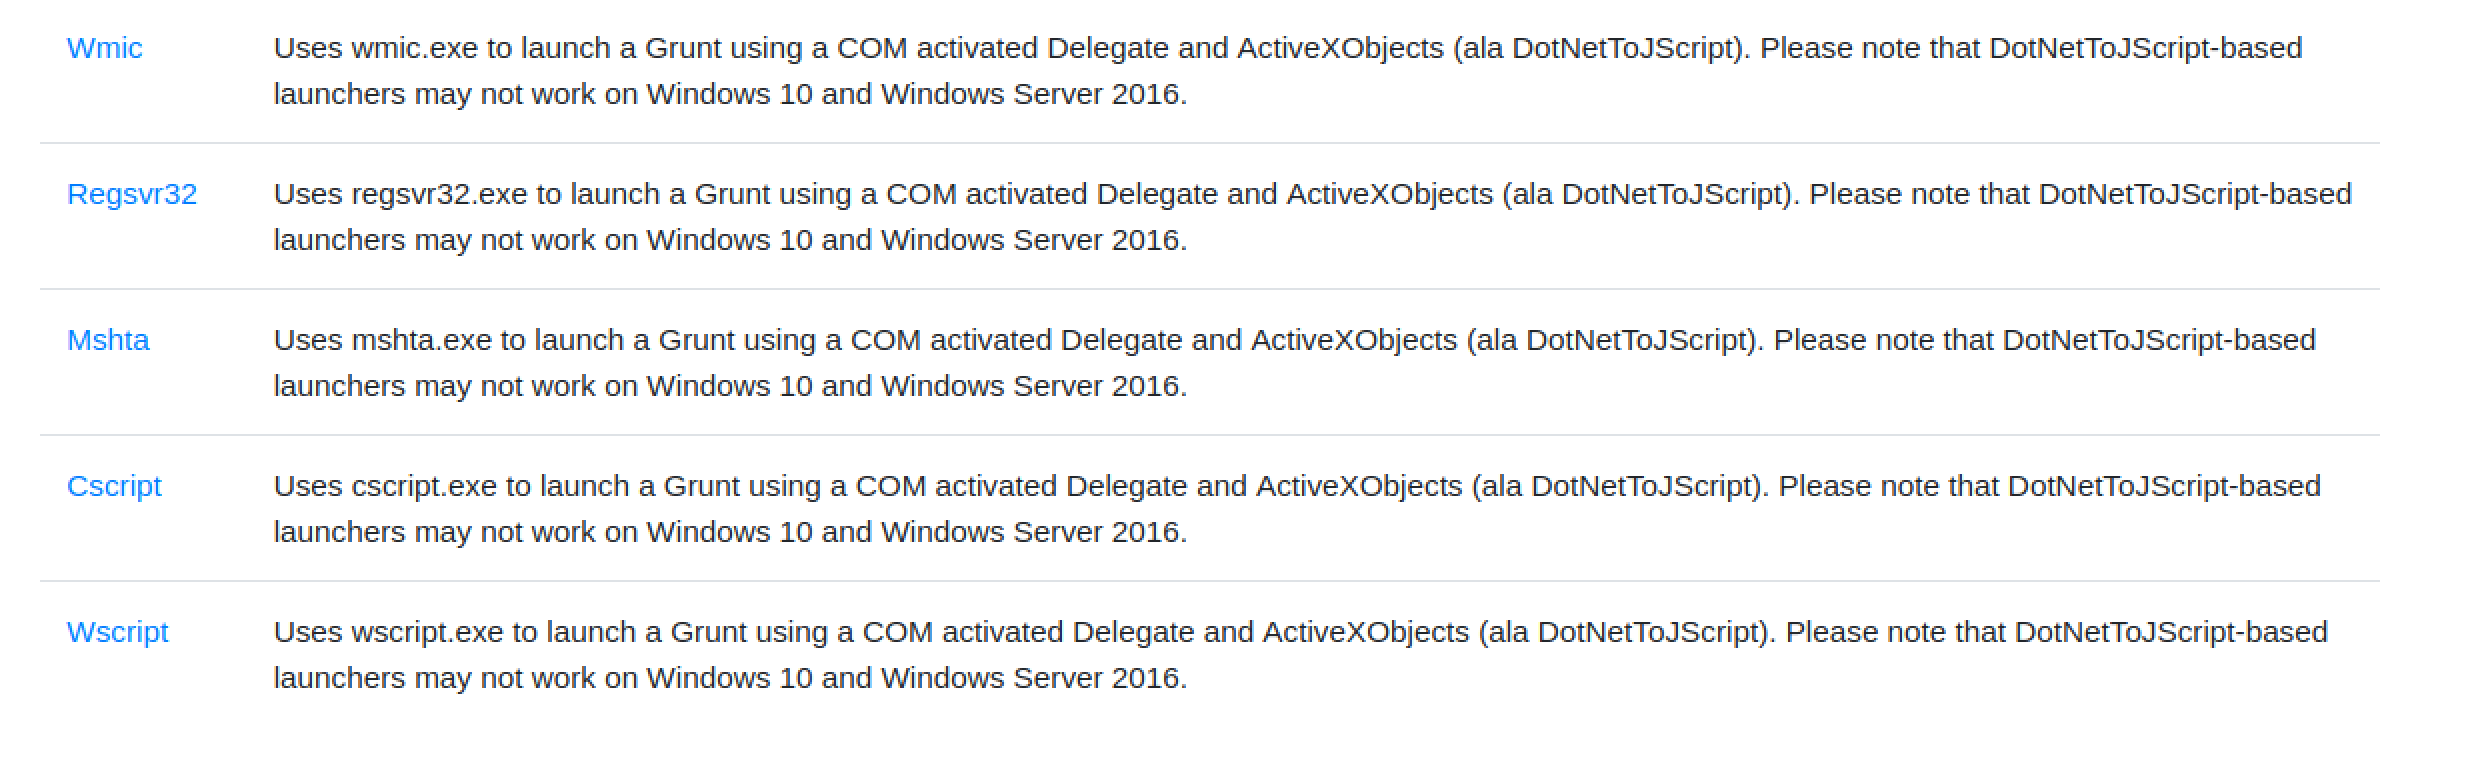 Wmic Uses wmic.exe to launch a Grunt using a COM activated Delegate and ActiveXObjects (ala DotNetToJScript). Please note that DotNetToJScript-based
launchers may not work on Windows 10 and Windows Server 2016.
Regsvr32 Uses regsvr32.exe to launch a Grunt using a COM activated Delegate and ActiveXObjects (ala DotNetToJScript). Please note that DotNetToJScript-based
launchers may not work on Windows 10 and Windows Server 2016.
Mshta Uses mshta.exe to launch a Grunt using a COM activated Delegate and ActiveXObjects (ala DotNetToJScript). Please note that DotNetToJScript-based
launchers may not work on Windows 10 and Windows Server 2016.
Cscript Uses cscript.exe to launch a Grunt using a COM activated Delegate and ActiveXObjects (ala DotNetToJScript). Please note that DotNetToJScript-based
launchers may not work on Windows 10 and Windows Server 2016.
Wscript Uses wscript.exe to launch a Grunt using a COM activated Delegate and ActiveXObjects (ala DotNetToJScript). Please note that DotNetToJScript-based
launchers may not work on Windows 10 and Windows Server 2016.